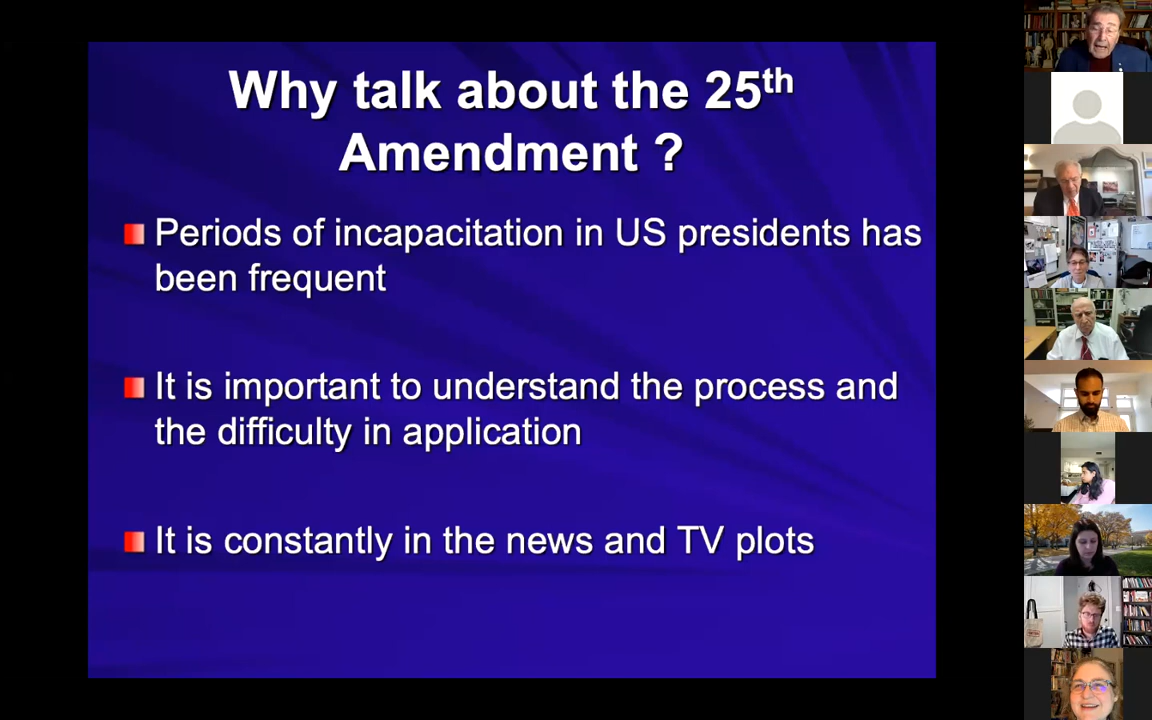 Why talk about the 25th
Amendment ?
Periods of incapacitation in US presidents has
been frequent
It is important to understand the process and
the difficulty in application
It is constantly in the news and TV plots